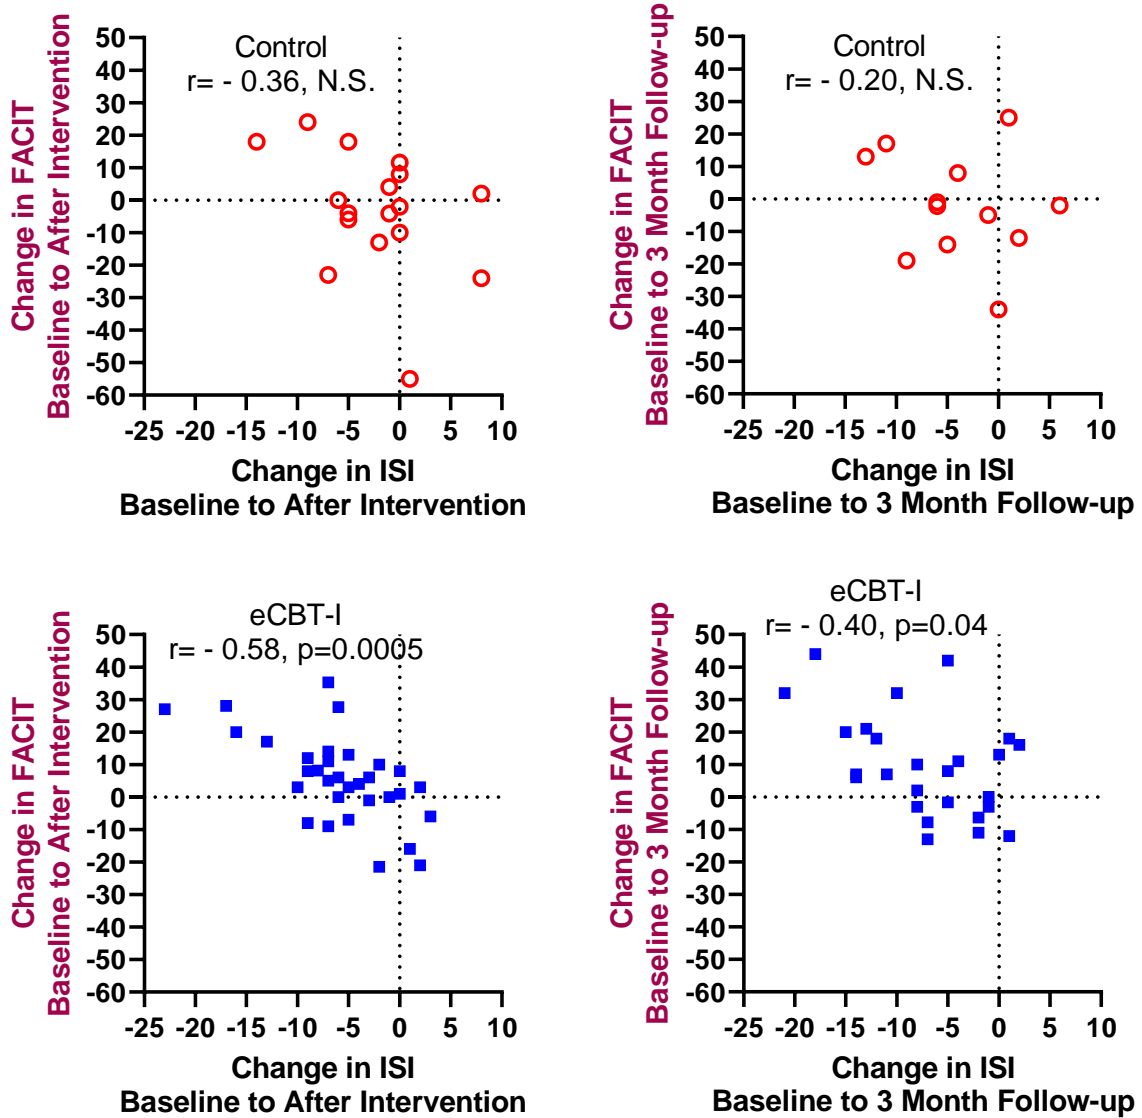 Change in FACIT
Baseline to After Intervention
50
40
30
20
10
0
-10
-20
-30
-40
-50
-60
Control
r= - 0.36, N.S.
-25 -20 -15 -10 -5 0 5 10
Change in ISI
Baseline to After Intervention
Change in FACIT
Baseline to 3 Month Follow-up
50
40
30
20
10
0
-10
-20
-30
-40
-50
-60
Control
r= - 0.20, N.S.
-25 -20 -15 -10 -5 0 5 10
Change in ISI
Baseline to 3 Month Follow-up
Change in FACIT
Baseline to After Intervention
50
40
30
20
10
0
-10
-20
-30
-40
-50
-60
eCBT-I
r= - 0.58, p=0.0005
-25 -20 -15 -10 -5 0 5 10
Change in ISI
Baseline to After Intervention
Change in FACIT
Baseline to 3 Month Follow-up
50
40
30
20
10
0
-10
-20
-30
-40
-50
-60
eCBT-I
r= - 0.40, p=0.04
-25 -20 -15 -10 -5 0 5 10
Change in ISI
Baseline to 3 Month Follow-up